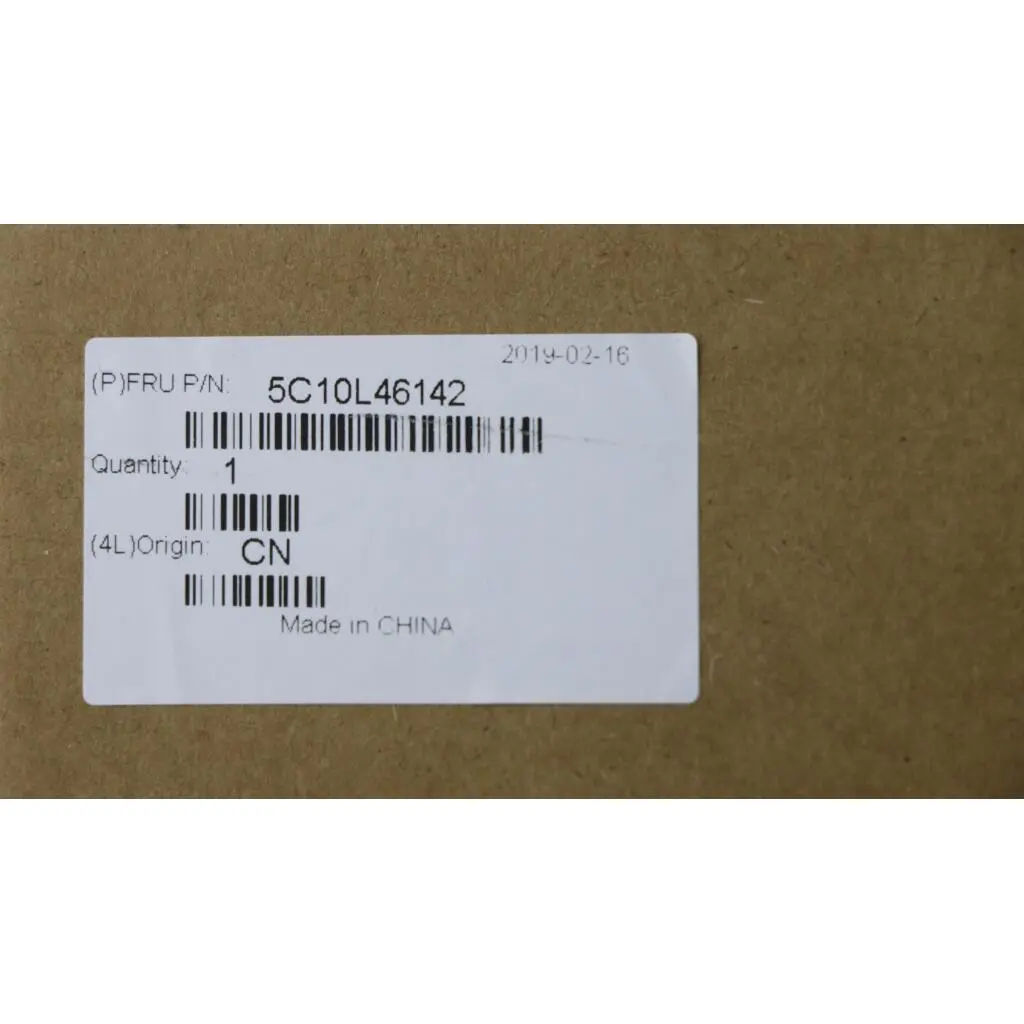 2019-02-16
(P)FRU P/N: 5C10L46142
Quantity: 1
(4L)Origin: CN
Made in CHINA